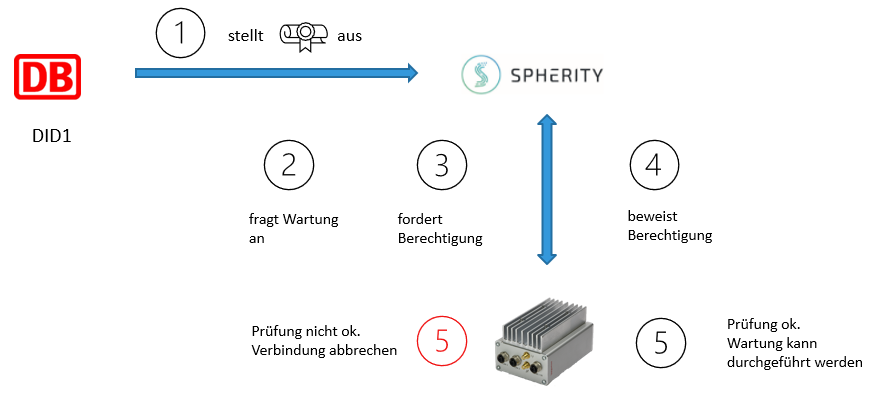 1 stellt aus
DB
SPHERITY
DID1
2 3 4
fragt Wartung
an
fordert
Berechtigung
beweist
Berechtigung
Prüfung nicht ok.
Verbindung abbrechen
5
5
Prüfung ok.
Wartung kann
durchgeführt werden